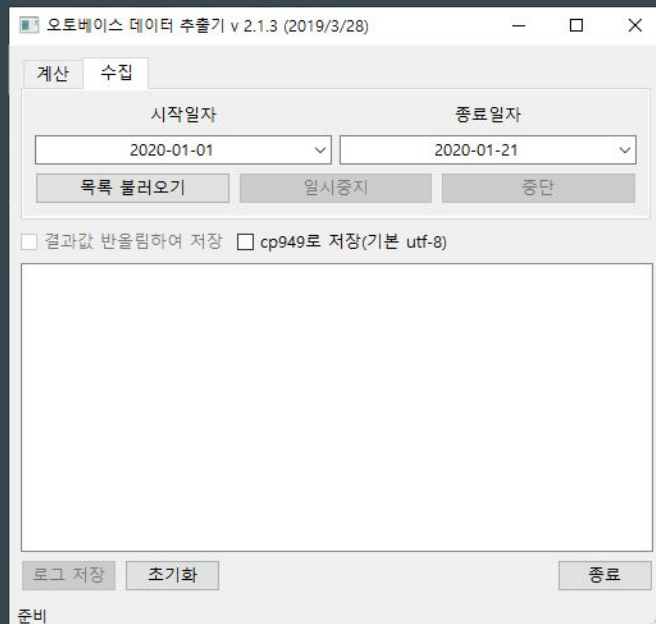 오토베이스 데이터 추출기 v 2.1.3 (2019/3/28)
계산 수집
시작일자 종료일자
2020-01-01 2020-01-21
목록 불러오기 일시중지 중단
결과값 반올림하여 저장 cp949로 저장(기본 utf-8)
로그 저장 초기화 종료
준비